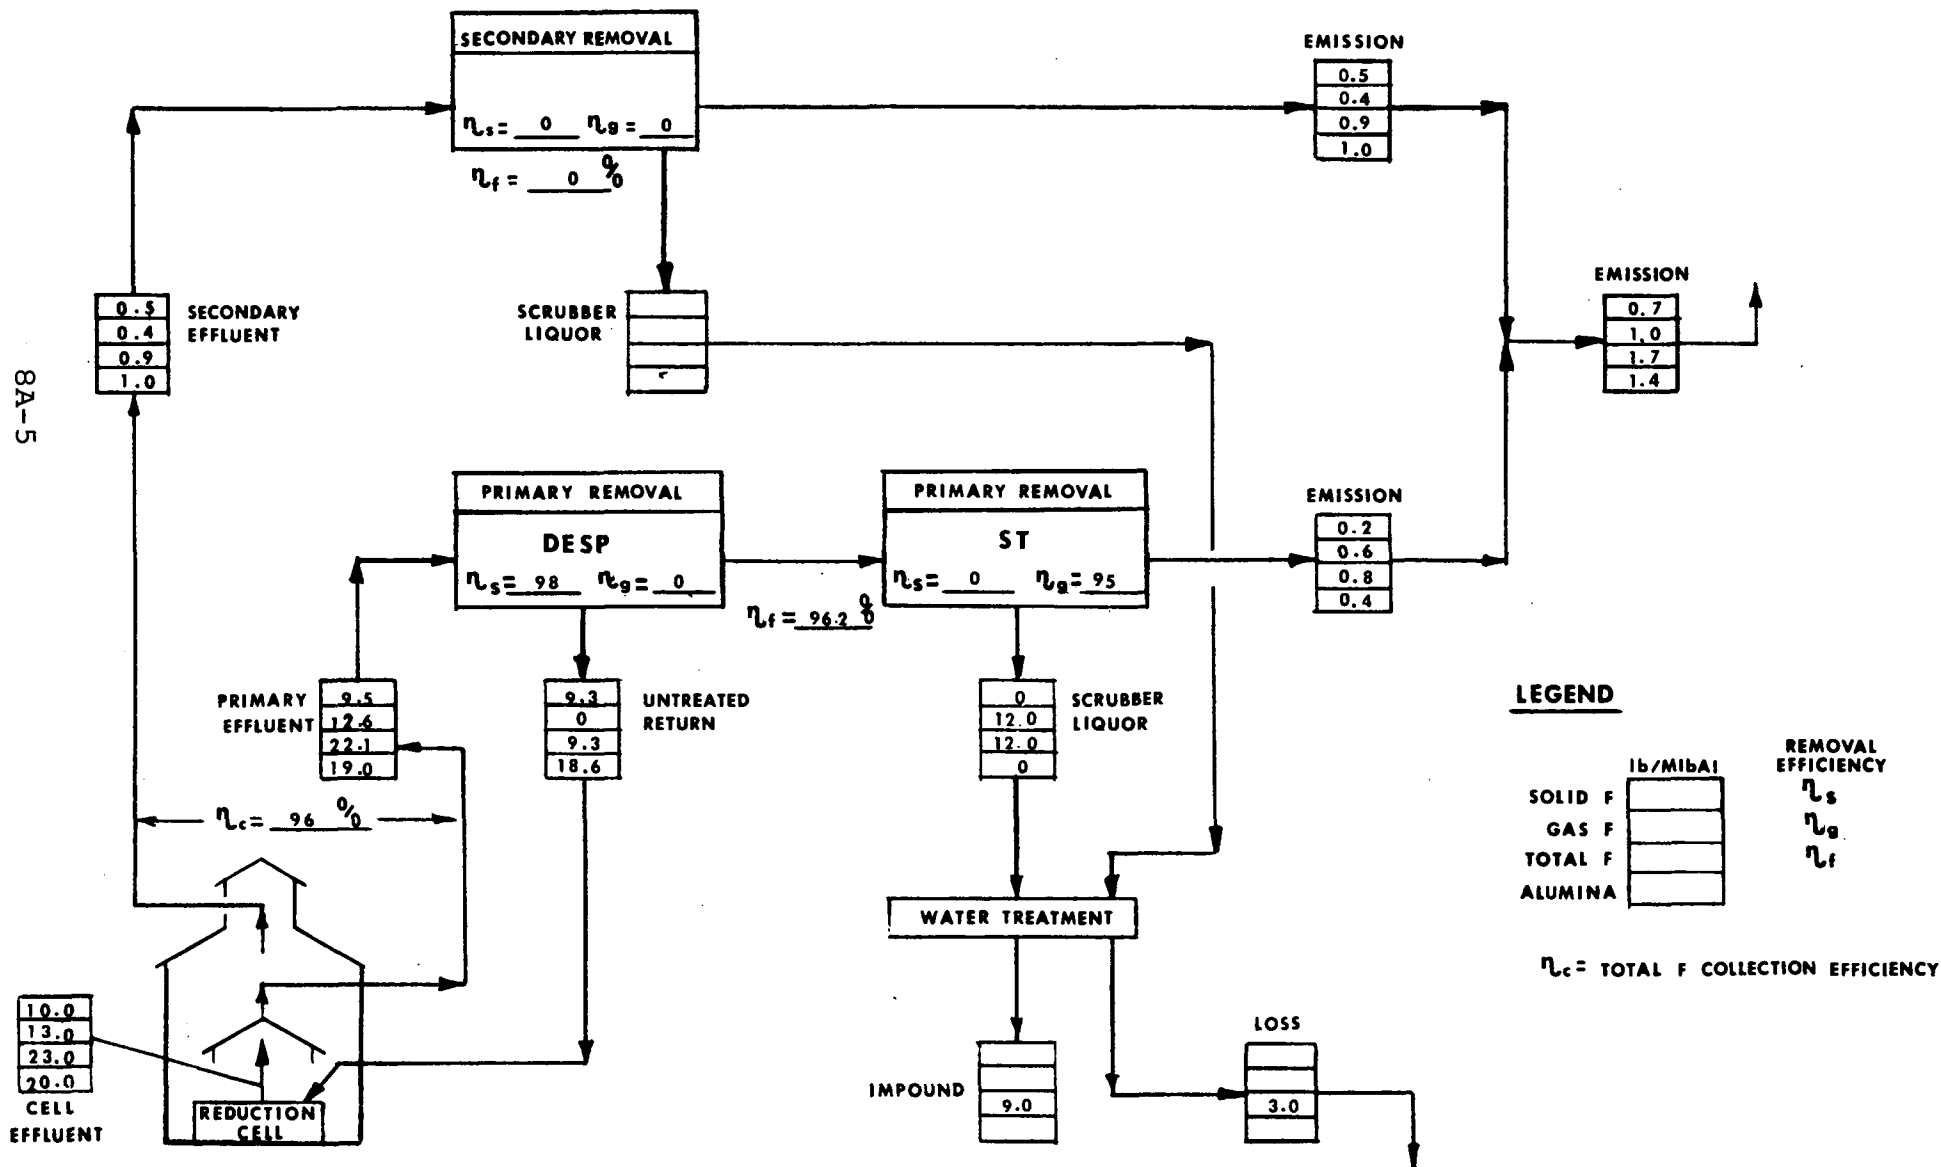 SECONDARY REMOVAL
ηs= 0 ηg= 0
ηf = 0 %
EMISSION
0.5
0.4
0.9
1.0
0.5
0.4
0.9
1.0
SECONDARY
EFFLUENT
SCRUBBER
LIQUOR
EMISSION
0.7
1.0
1.7
1.4
8A-5
PRIMARY REMOVAL
DESP
ηs= 98 ηg= 0
ηf = 96.2 %
PRIMARY REMOVAL
ST
ηs= 0 ηg= 95
EMISSION
0.2
0.6
0.8
0.4
PRIMARY
EFFLUENT
9.5
12.6
22.1
19.0
9.3
0
9.3
18.6
UNTREATED
RETURN
0
12.0
12.0
0
SCRUBBER
LIQUOR
ηc= 96 %
WATER TREATMENT
10.0
13.0
23.0
20.0
CELL
EFFLUENT
REDUCTION
CELL
IMPOUND
9.0
LOSS
3.0
LEGEND
lb/MlbAl
REMOVAL
EFFICIENCY
SOLID F ηs
GAS F ηg
TOTAL F ηf
ALUMINA
ηc= TOTAL F COLLECTION EFFICIENCY